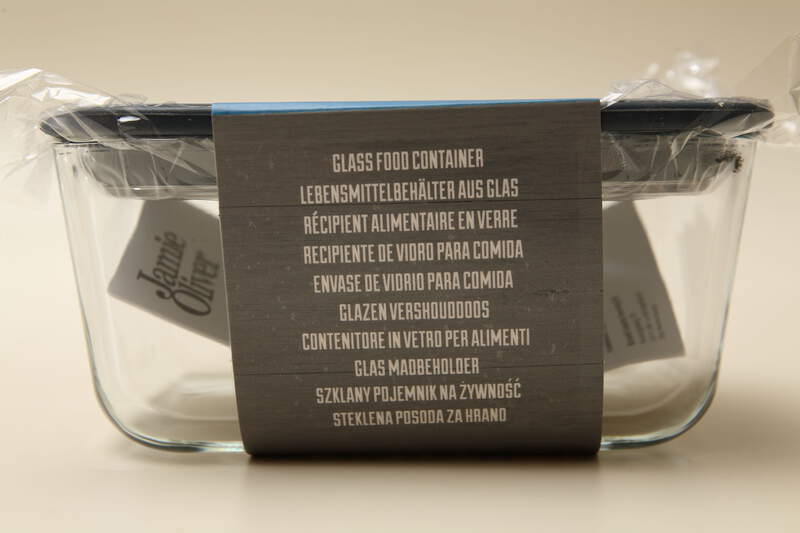 GLASS FOOD CONTAINER
LEBENSMITTELBEHÄLTER AUS GLAS
RÉCIPIENT ALIMENTAIRE EN VERRE
RECIPIENTE DE VIDRO PARA COMIDA
ENVASE DE VIDRIO PARA COMIDA
GLAZEN VERSHOUDDOOS
CONTENITORE IN VETRO PER ALIMENTI
GLAS MADBEHOLDER
SZKLANY POJEMNIK NA ŻYWNOŚĆ
STEKLENA POSODA ZA HRANO
Jamie
Oliver